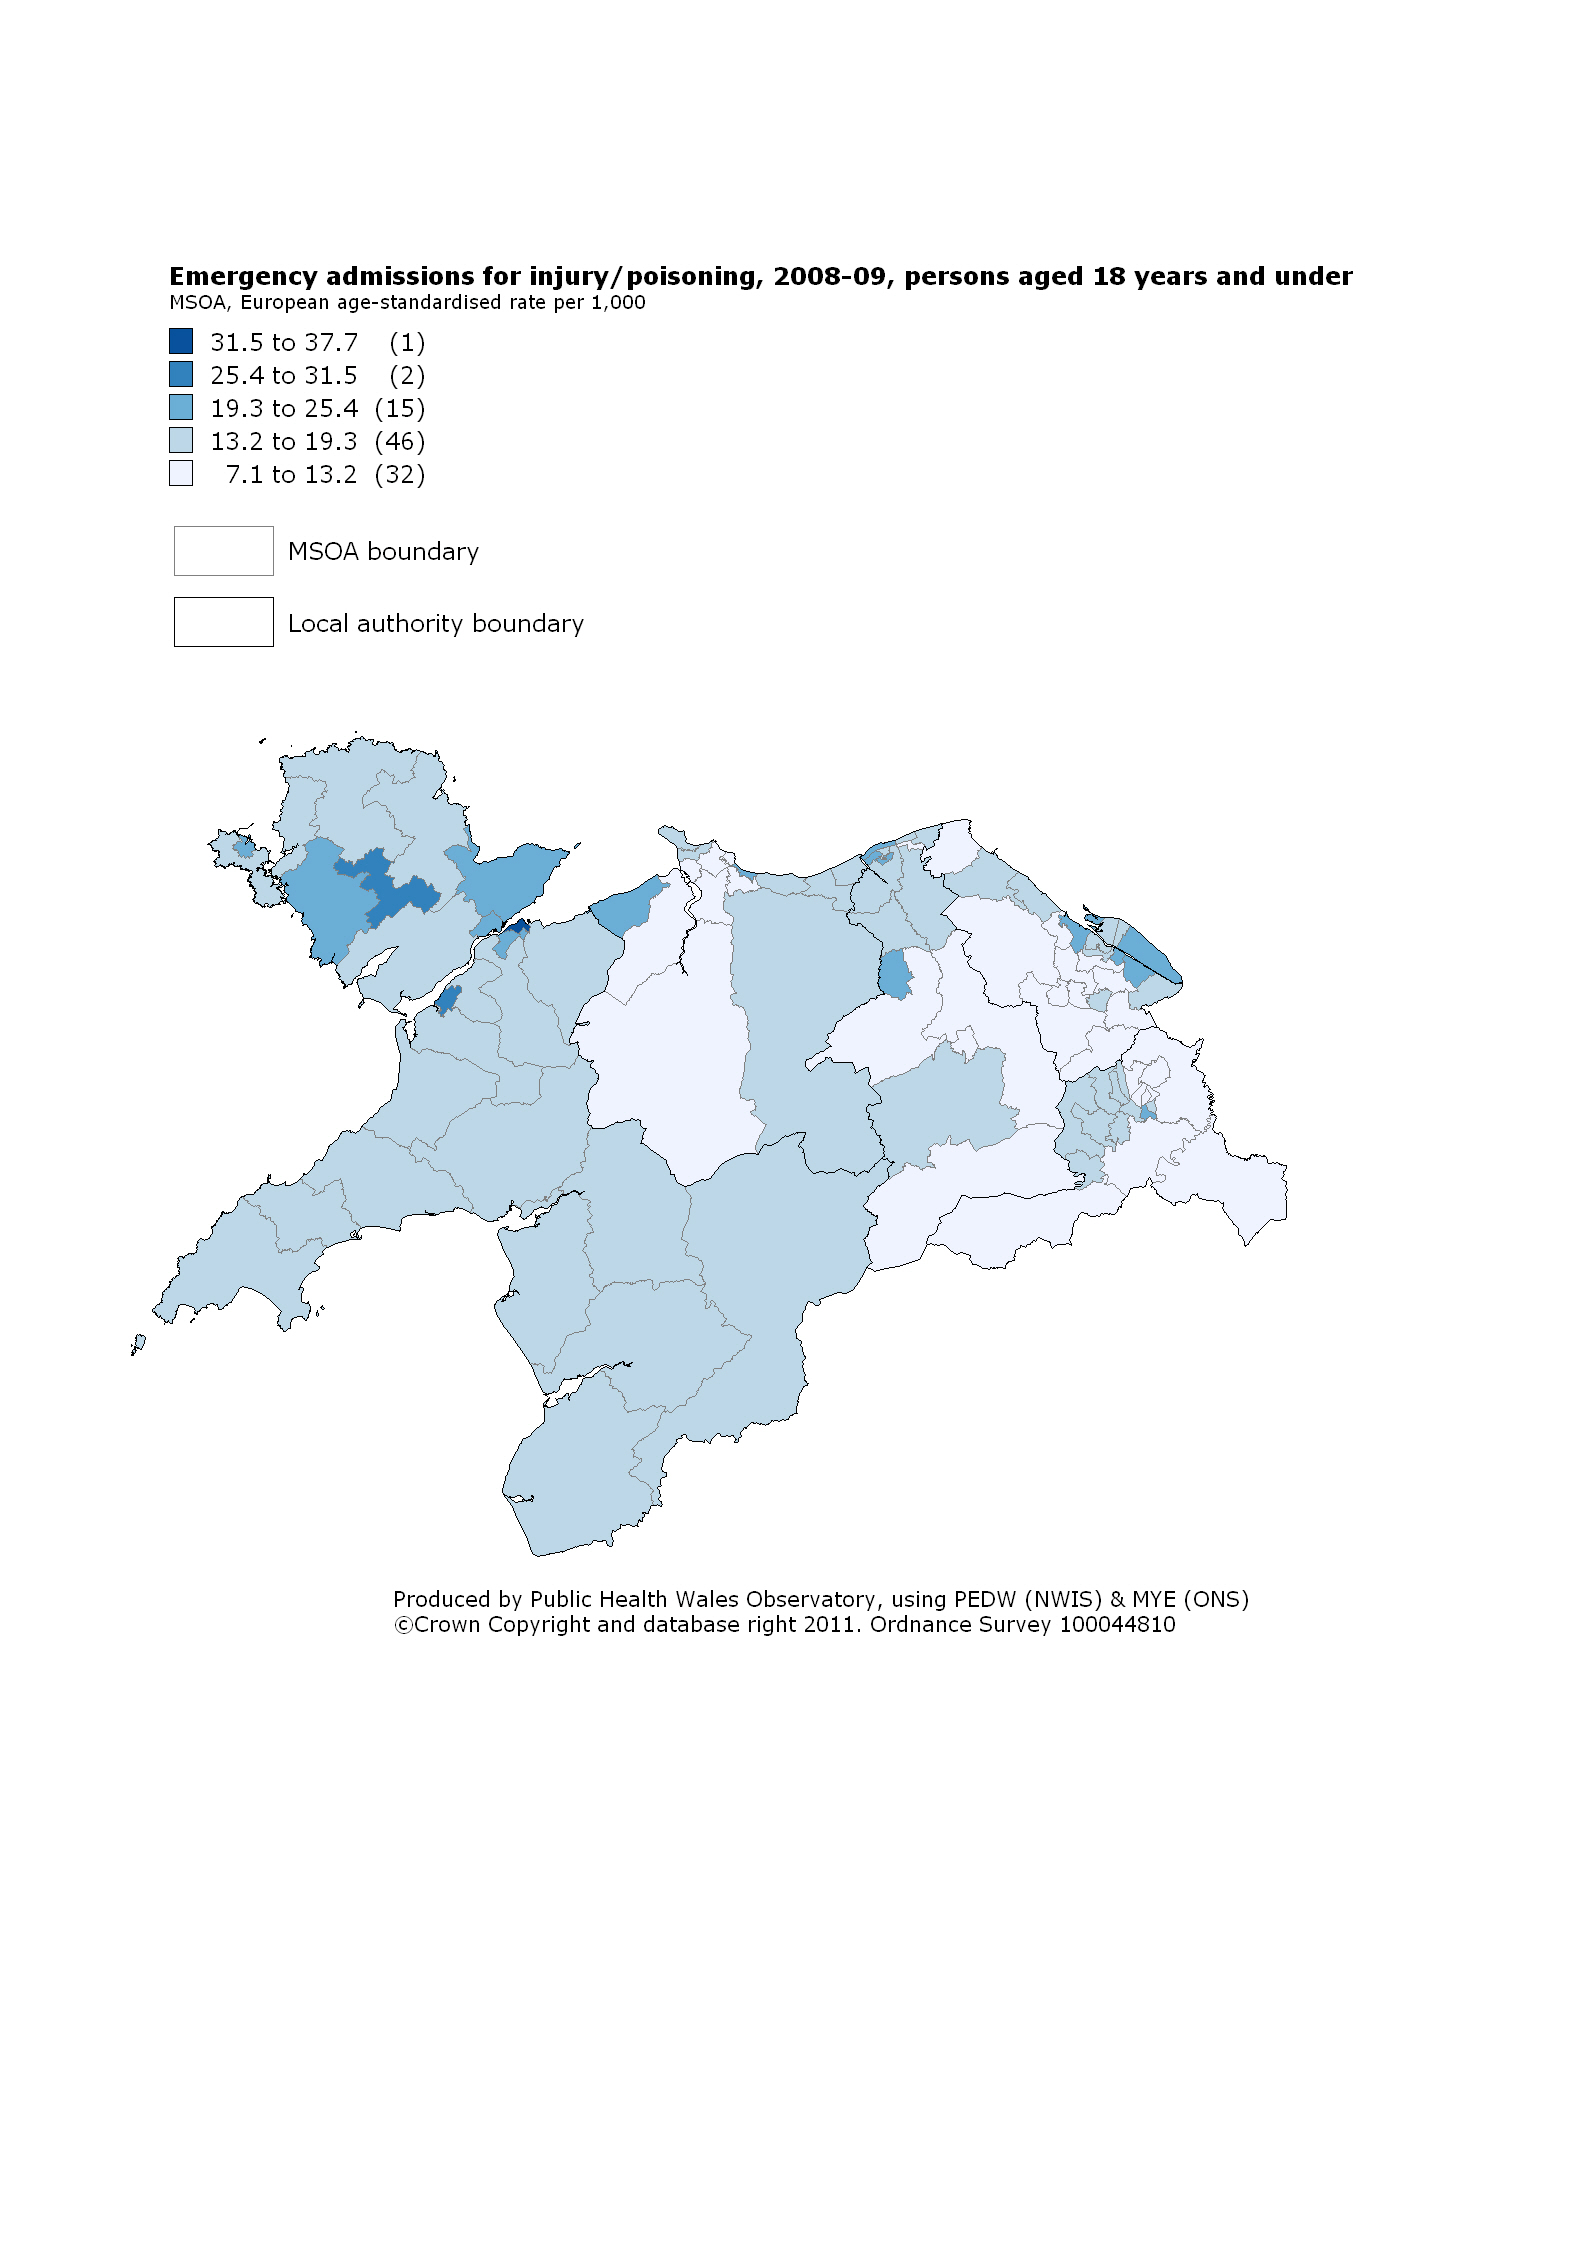 Emergency admissions for injury/poisoning, 2008-09, persons aged 18 years and under
MSOA, European age-standardised rate per 1,000
31.5 to 37.7 (1)
25.4 to 31.5 (2)
19.3 to 25.4 (15)
13.2 to 19.3 (46)
7.1 to 13.2 (32)
MSOA boundary
Local authority boundary
Produced by Public Health Wales Observatory, using PEDW (NWIS) & MYE (ONS)
©Crown Copyright and database right 2011. Ordnance Survey 100044810